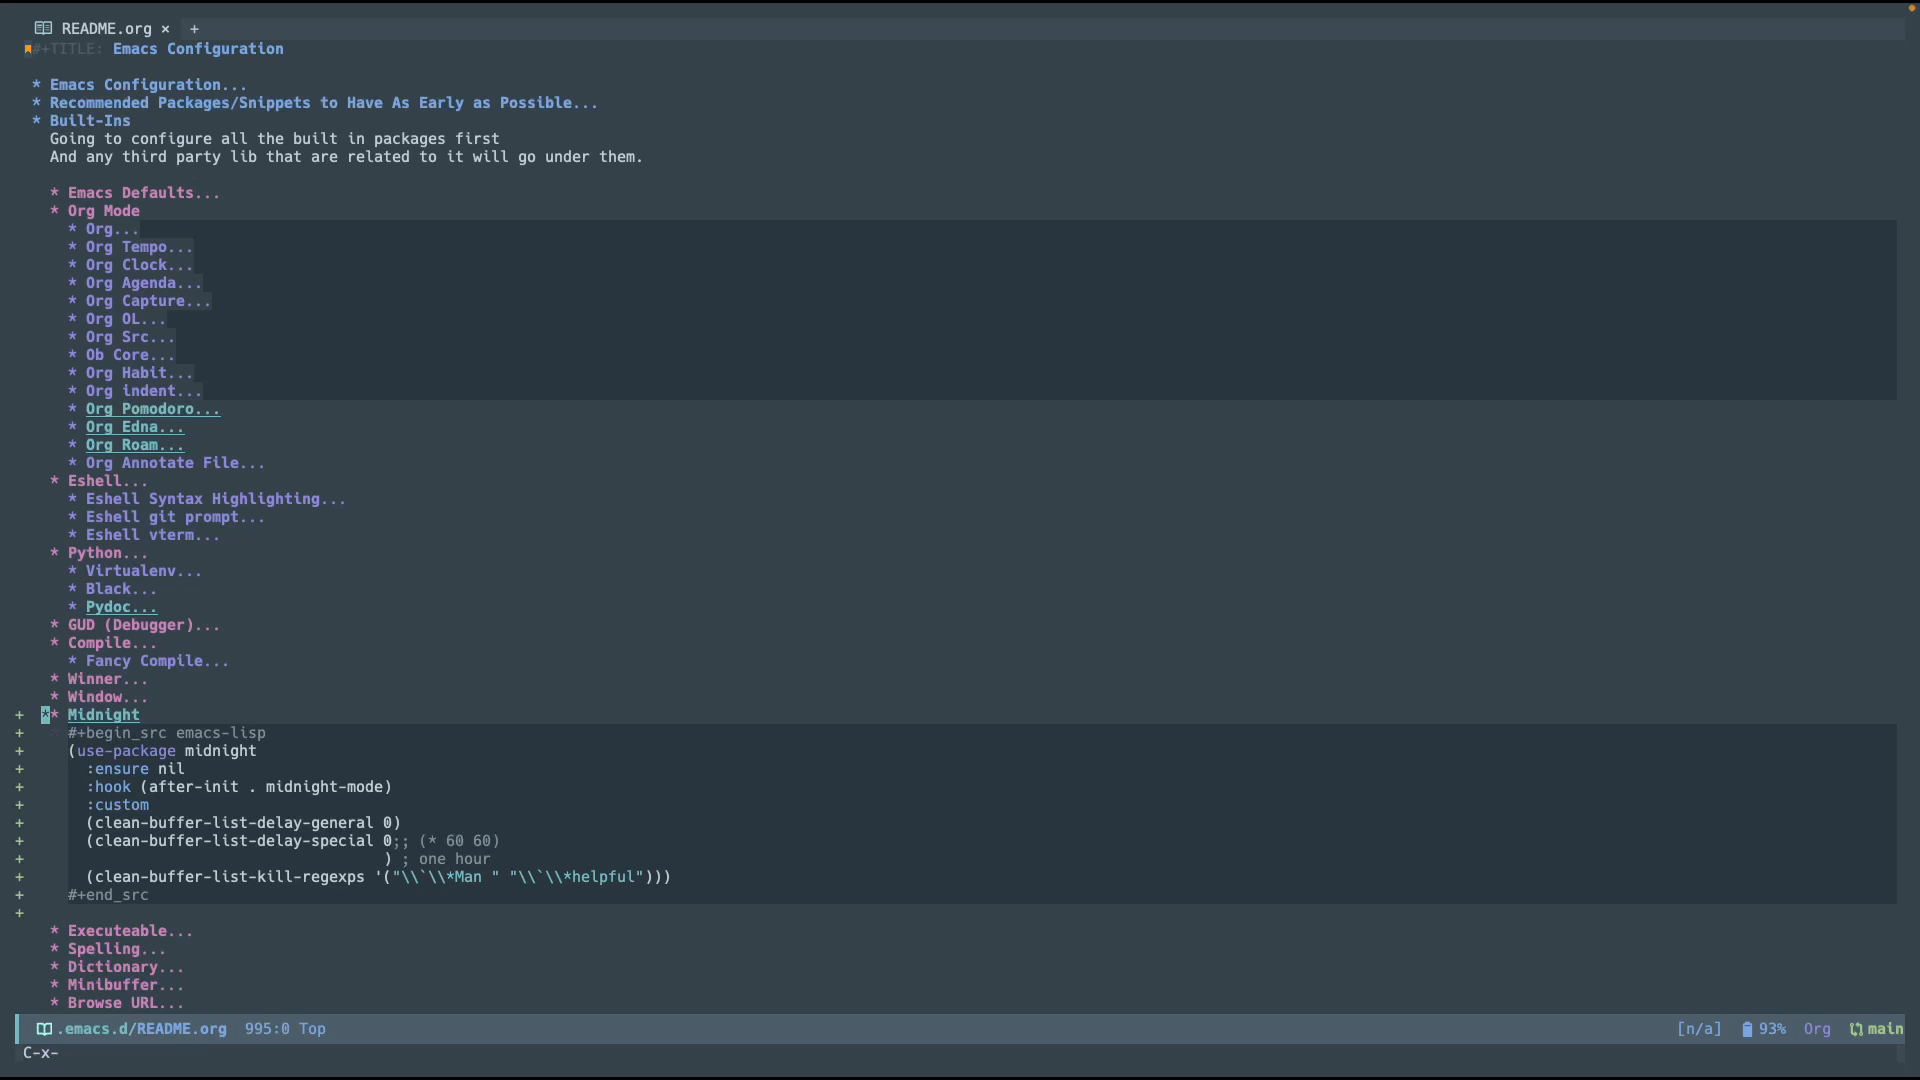 README.org × +
#+TITLE: Emacs Configuration
* Emacs Configuration...
* Recommended Packages/Snippets to Have As Early as Possible...
* Built-Ins
Going to configure all the built in packages first
And any third party lib that are related to it will go under them.
* Emacs Defaults...
* Org Mode
* Org...
* Org Tempo...
* Org Clock...
* Org Agenda...
* Org Capture...
* Org OL...
* Org Src...
* Ob Core...
* Org Habit...
* Org indent...
* Org Pomodoro...
* Org Edna...
* Org Roam...
* Org Annotate File...
* Eshell...
* Eshell Syntax Highlighting...
* Eshell git prompt...
* Eshell vterm...
* Python...
* Virtualenv...
* Black...
* Pydoc...
* GUD (Debugger)...
* Compile...
* Fancy Compile...
* Winner...
* Window...
+ ** Midnight
+ #+begin_src emacs-lisp
+ (use-package midnight
+ :ensure nil
+ :hook (after-init . midnight-mode)
+ :custom
+ (clean-buffer-list-delay-general 0)
+ (clean-buffer-list-delay-special 0;; (* 60 60)
+ ) ; one hour
+ (clean-buffer-list-kill-regexps '("\\`\\*Man " "\\`\\*helpful")))
+ #+end_src
+
* Executeable...
* Spelling...
* Dictionary...
* Minibuffer...
* Browse URL...
.emacs.d/README.org 995:0 Top [n/a] 93% Org main
C-x-